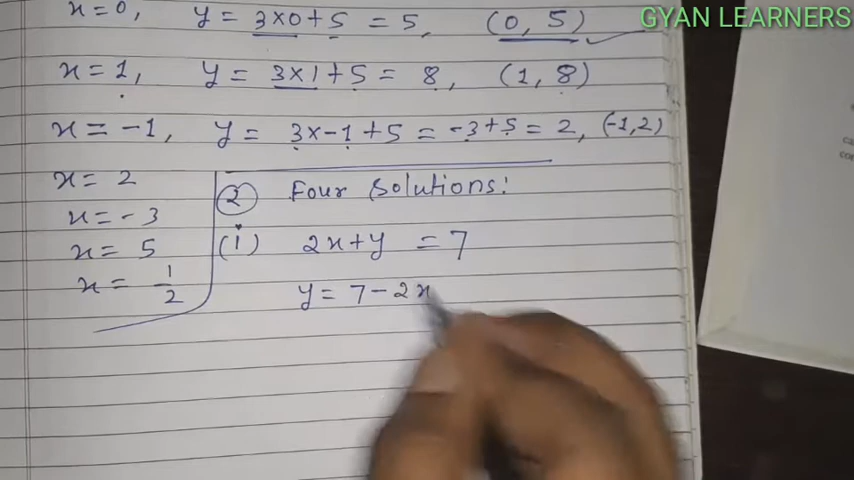 GYAN LEARNERS
x = 0, y = 3×0+5 = 5, (0, 5)
x = 1, y = 3×1+5 = 8, (1, 8)
x = -1, y = 3×-1+5 = -3+5 = 2, (-1,2)
x = 2
x = -3
x = 5
x = 1/2
② Four Solutions:
(i) 2x+y = 7
y = 7-2x